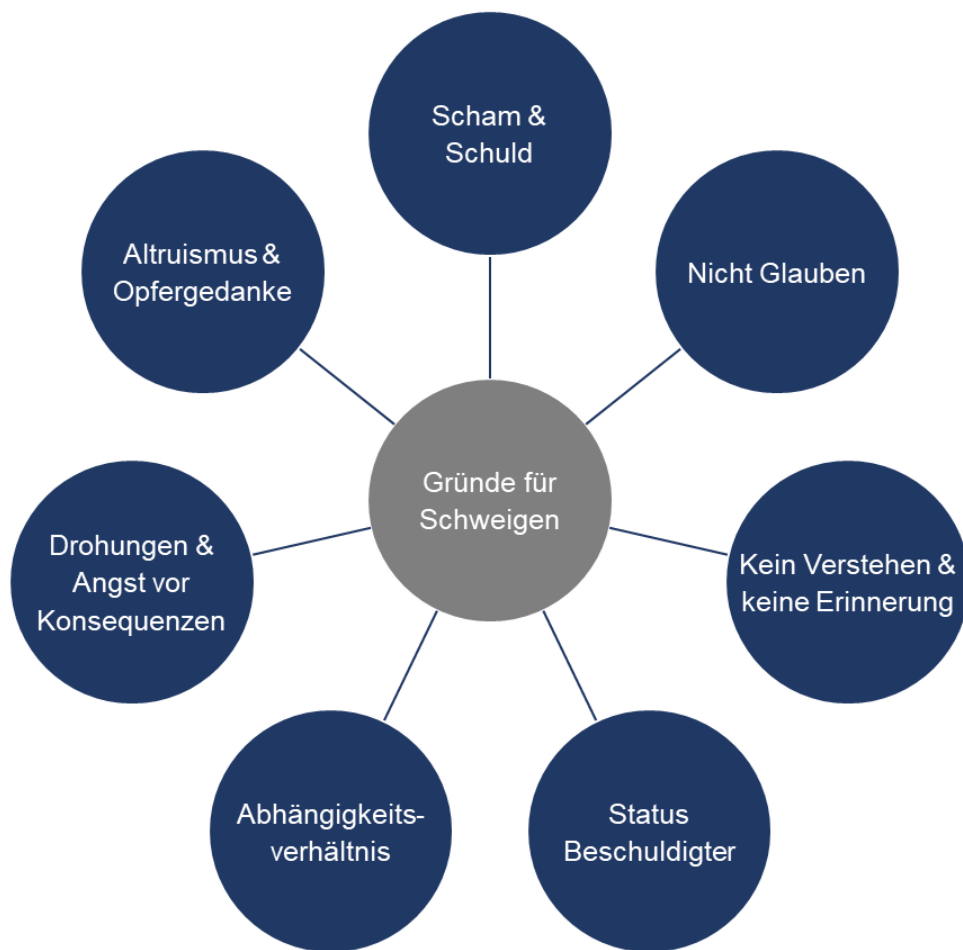 Scham &
Schuld
Altruismus &
Opfergedanke
Nicht Glauben
Gründe für
Schweigen
Drohungen &
Angst vor
Konsequenzen
Kein Verstehen &
keine Erinnerung
Abhängigkeits-
verhältnis
Status
Beschuldigter